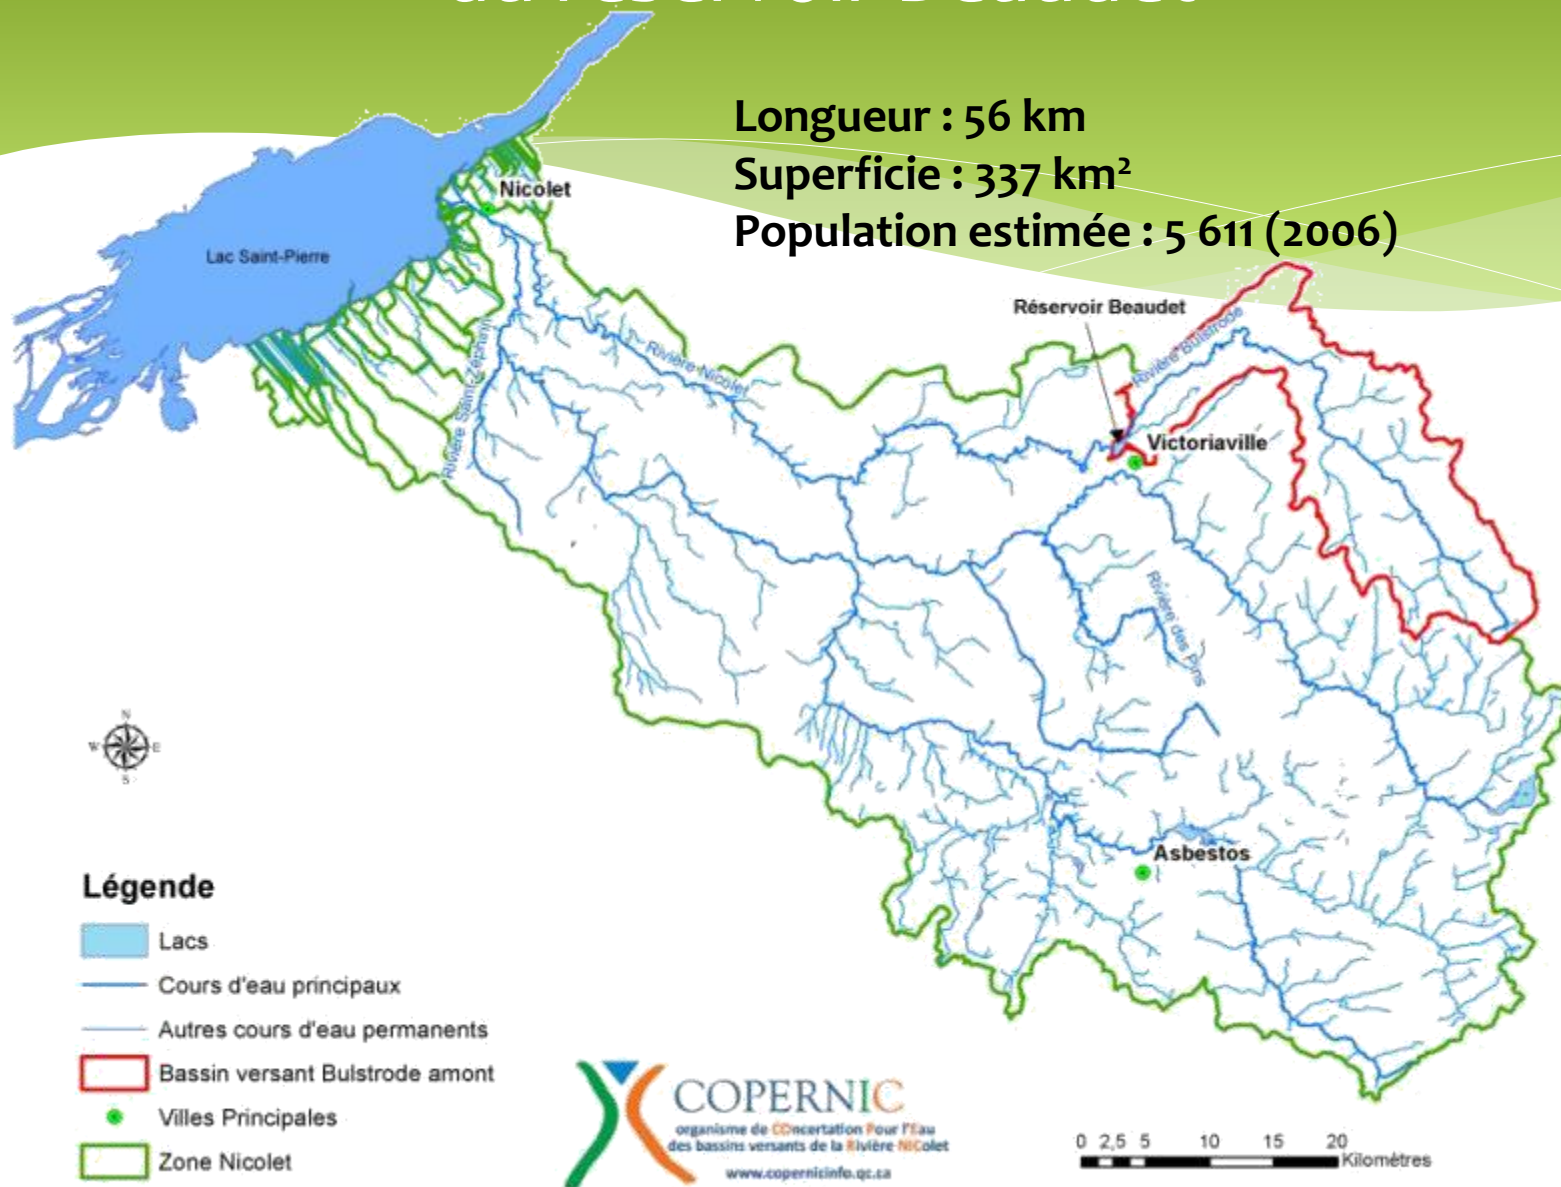 Longueur : 56 km
Superficie : 337 km²
Population estimée : 5 611 (2006)
Nicolet
Lac Saint-Pierre
Réservoir Beaudet
Rivière Bulstrode
Rivière Nicolet
Rivière Saint-Zéphirin
Victoriaville
Rivière des Pins
N
W
E
S
Asbestos
Légende
Lacs
Cours d'eau principaux
Autres cours d'eau permanents
Bassin versant Bulstrode amont
Villes Principales
Zone Nicolet
COPERNIC
organisme de COncertation Pour l'Eau
des bassins versants de la Rivière NIColet
www.copernicinfo.qc.ca
0 2,5 5 10 15 20
Kilomètres